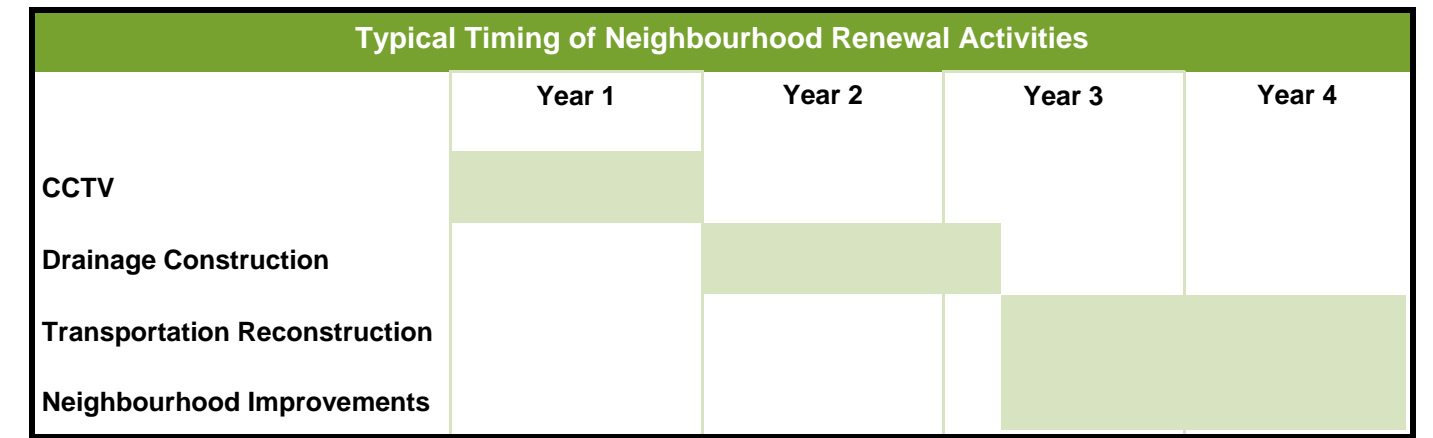 Typical Timing of Neighbourhood Renewal Activities
Year 1 Year 2 Year 3 Year 4
CCTV
Drainage Construction
Transportation Reconstruction
Neighbourhood Improvements